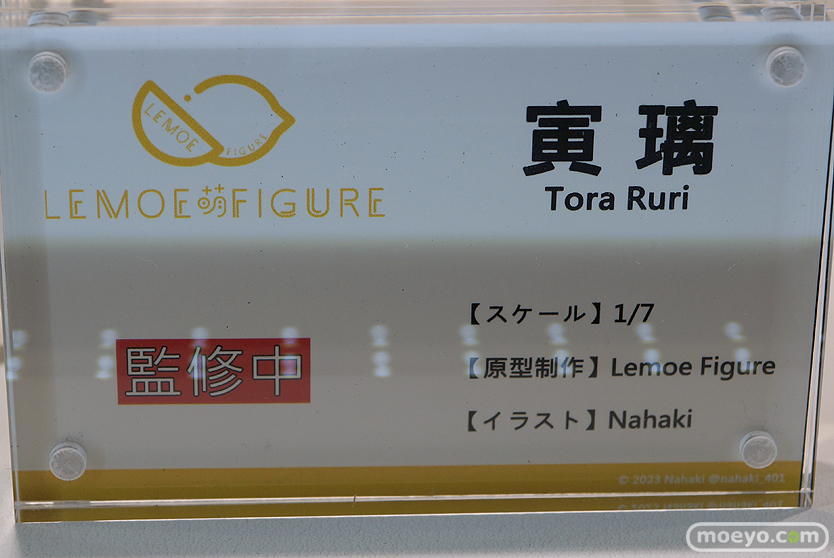 LEMOE
FIGURE
LEMOE萌FIGURE
寅 璃
Tora Ruri
【スケール】1/7
監修中
【原型制作】Lemoe Figure
【イラスト】Nahaki
© 2023 Nahaki @nahaki_401
moeyo.com